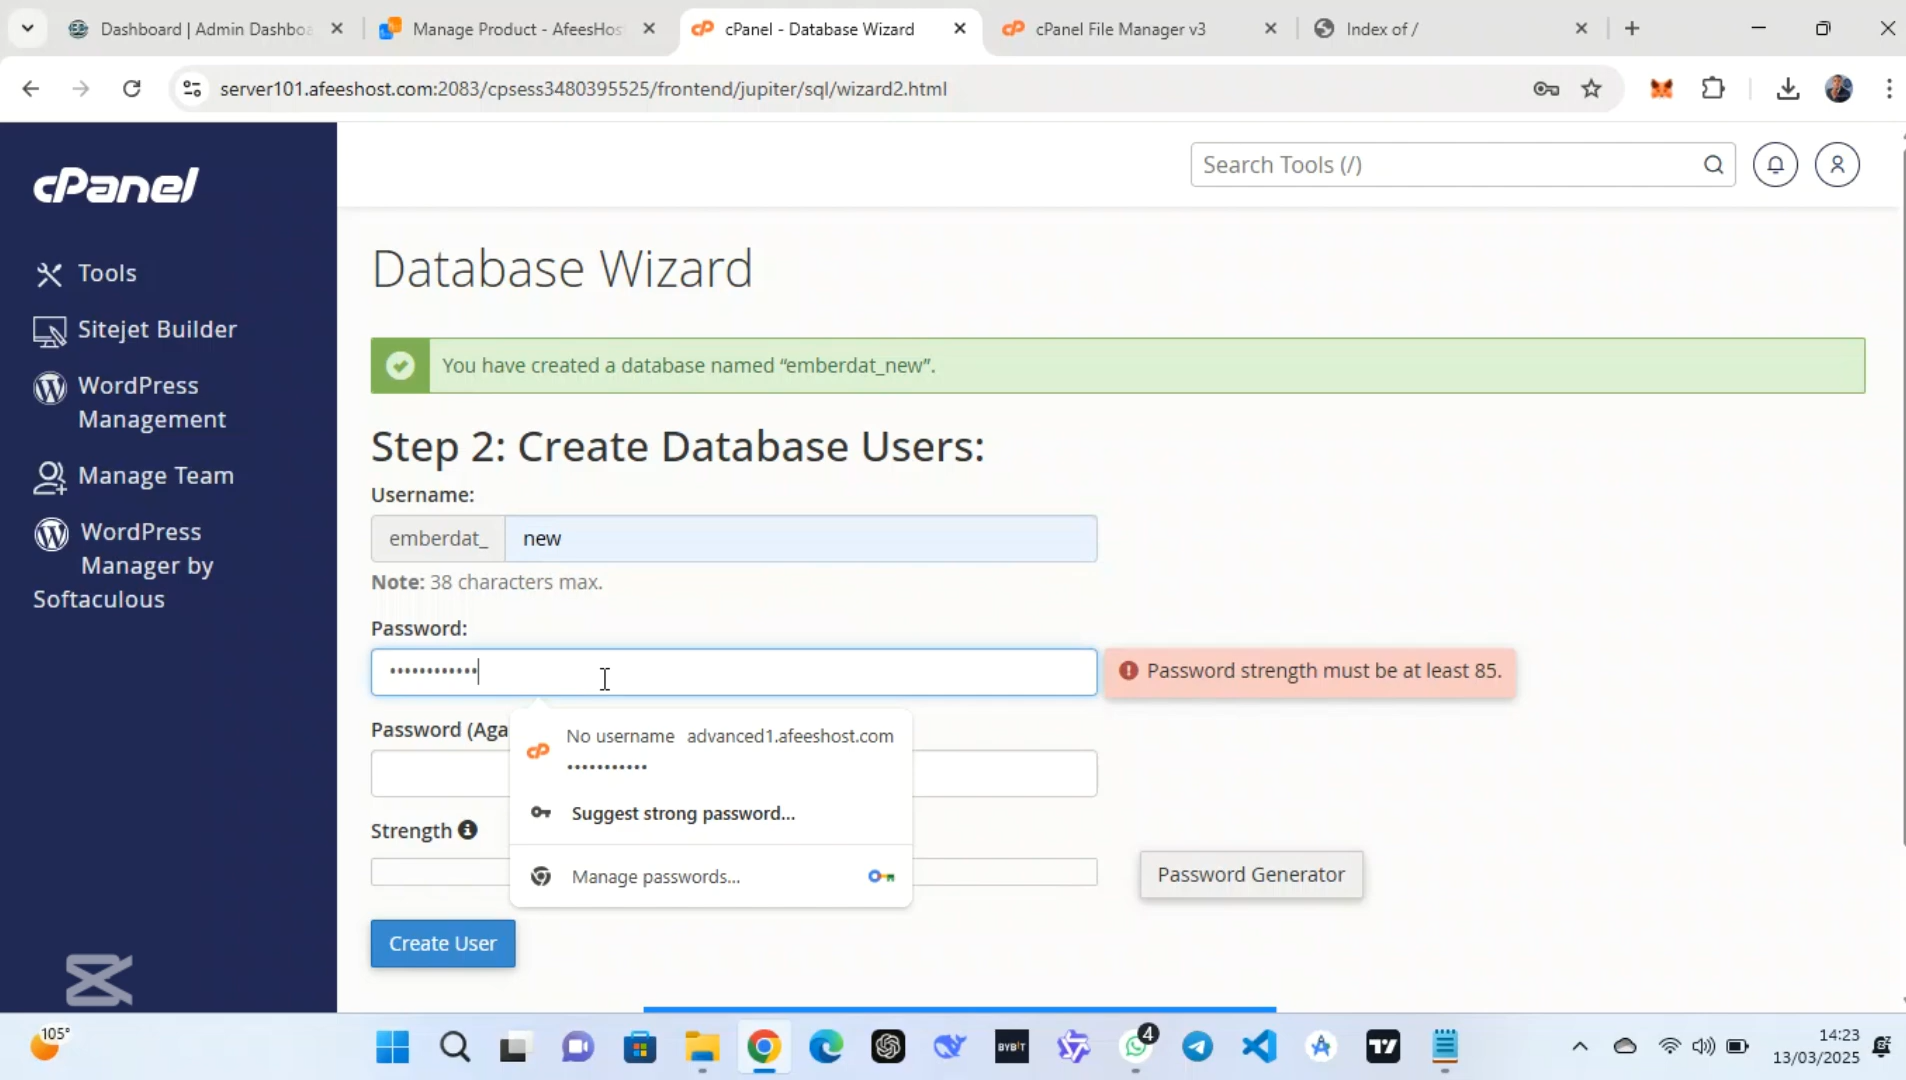 Dashboard | Admin Dashbo
Manage Product - AfeesHos
cPanel - Database Wizard
cPanel File Manager v3
Index of /
server101.afeeshost.com:2083/cpsess3480395525/frontend/jupiter/sql/wizard2.html
cPanel
Search Tools (/)
Tools
Sitejet Builder
WordPress
Management
Manage Team
WordPress
Manager by
Softaculous
Database Wizard
You have created a database named “emberdat_new”.
Step 2: Create Database Users:
Username:
emberdat_ new
Note: 38 characters max.
Password:
••••••••••••
Password strength must be at least 85.
Password (Aga
No username advanced1.afeeshost.com
•••••••••••
Suggest strong password...
Strength
Manage passwords...
Password Generator
Create User
105°
BYBIT
4
14:23
13/03/2025